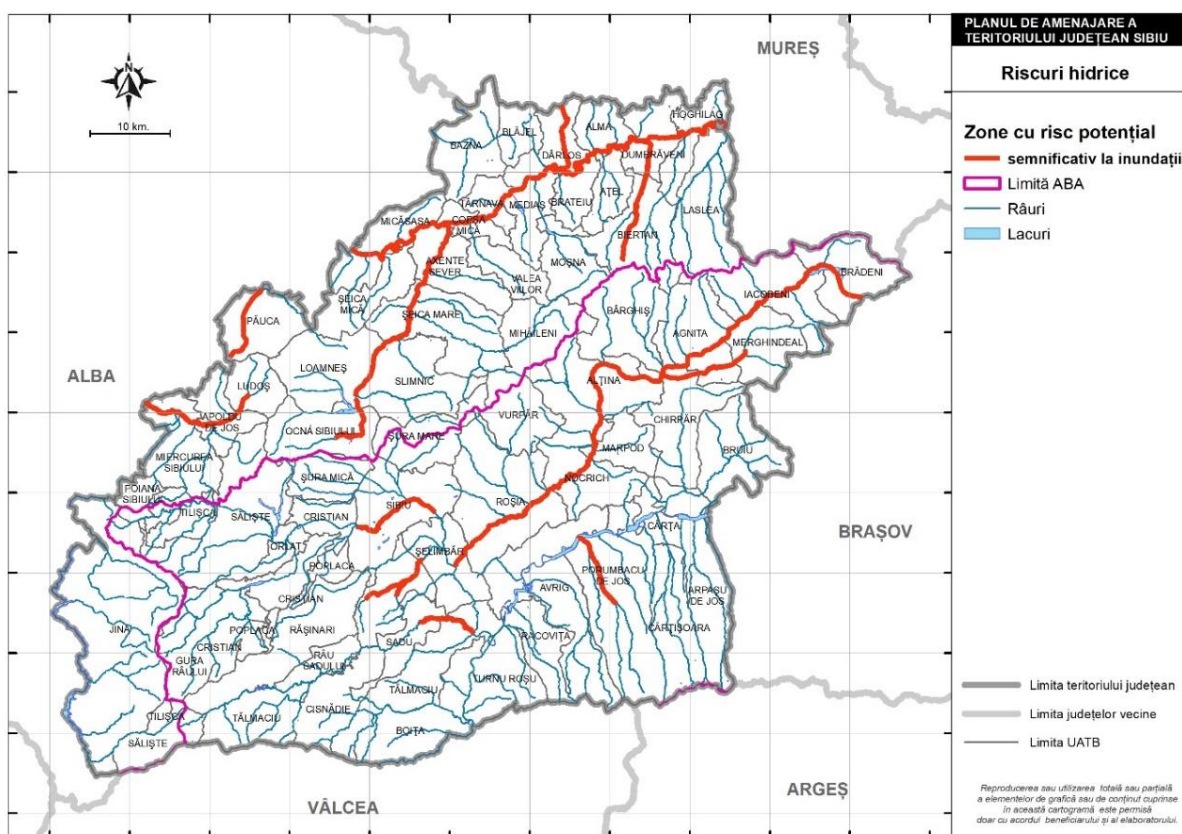 PLANUL DE AMENAJARE A
TERITORIULUI JUDEȚEAN SIBIU
Riscuri hidrice
Zone cu risc potențial
semnificativ la inundații
Limită ABA
Râuri
Lacuri
Limita teritoriului județean
Limita județelor vecine
Limita UATB
Reproducerea sau utilizarea totală sau parțială
a elementelor de grafică sau de conținut cuprinse
în această cartogramă este permisă
doar cu acordul beneficiarului și al elaboratorului.
10 km.
MUREȘ
ALBA
BRAȘOV
VÂLCEA
ARGEȘ
HOGHILAG
BLĂJEL
ALMA
BAZNA
DÂRLOS
DUMBRĂVENI
AȚEL
TÂRNAVA
MEDIAȘ
BRATEIU
LASLEA
MICĂSASA
COPȘA
MICĂ
BIERTAN
AXENTE
SEVER
MOȘNA
VALEA
VIILOR
BRĂDENI
ȘEICA
MICĂ
IACOBENI
ȘEICA MARE
BÂRGHIȘ
PĂUCA
MIHĂILENI
AGNITA
MERGHINDEAL
LOAMNEȘ
LUDOȘ
SLIMNIC
ALȚINA
APOLDU
DE JOS
VURPĂR
CHIRPĂR
OCNA SIBIULUI
ȘURA MARE
MARPOD
BRUIU
MIERCUREA
SIBIULUI
NOCRICH
ȘURA MICĂ
POIANA
SIBIULUI
SIBIU
ROȘIA
TILIȘCA
SĂLIȘTE
CRISTIAN
CÂRȚA
ORLAT
ȘELIMBĂR
POPLACA
PORUMBACU
DE JOS
AVRIG
ARPAȘU
DE JOS
CRISTIAN
JINA
POPLACA
RĂȘINARI
CÂRȚIȘOARA
RACOVIȚA
SADU
CRISTIAN
GURA
RÂULUI
RÂU
SADULUI
TURNU ROȘU
TĂLMACIU
CISNĂDIE
TILIȘCA
TĂLMACIU
BOIȚA
SĂLIȘTE